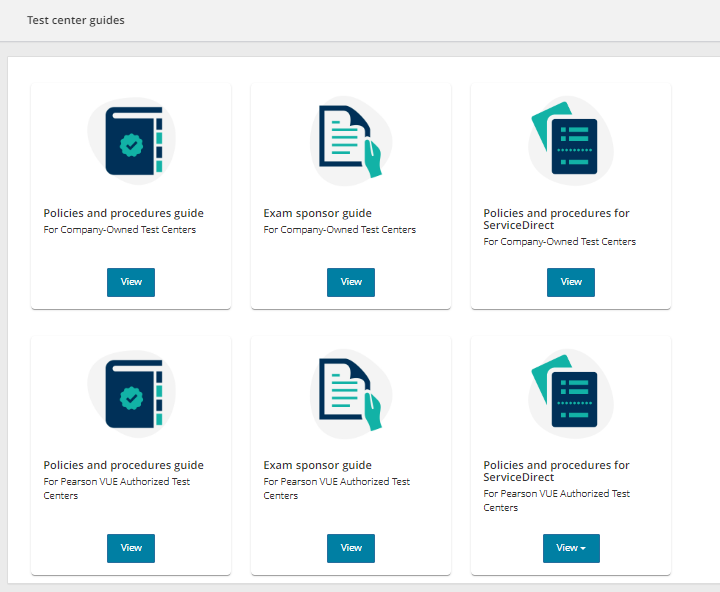 Test center guides
Policies and procedures guide
For Company-Owned Test Centers
View
Exam sponsor guide
For Company-Owned Test Centers
View
Policies and procedures for
ServiceDirect
For Company-Owned Test Centers
View
Policies and procedures guide
For Pearson VUE Authorized Test
Centers
View
Exam sponsor guide
For Pearson VUE Authorized Test
Centers
View
Policies and procedures for
ServiceDirect
For Pearson VUE Authorized Test
Centers
View